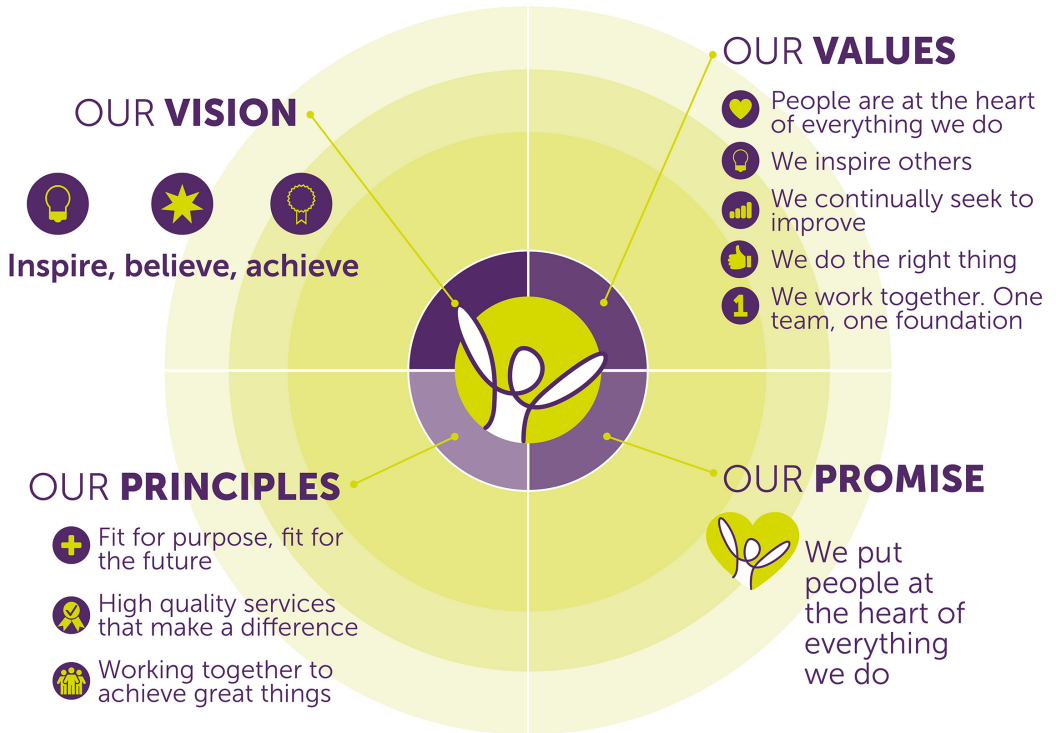 OUR VISION
Inspire, believe, achieve
OUR VALUES
People are at the heart
of everything we do
We inspire others
We continually seek to
improve
We do the right thing
1
We work together. One
team, one foundation
OUR PRINCIPLES
Fit for purpose, fit for
the future
High quality services
that make a difference
Working together to
achieve great things
OUR PROMISE
We put
people at
the heart of
everything
we do